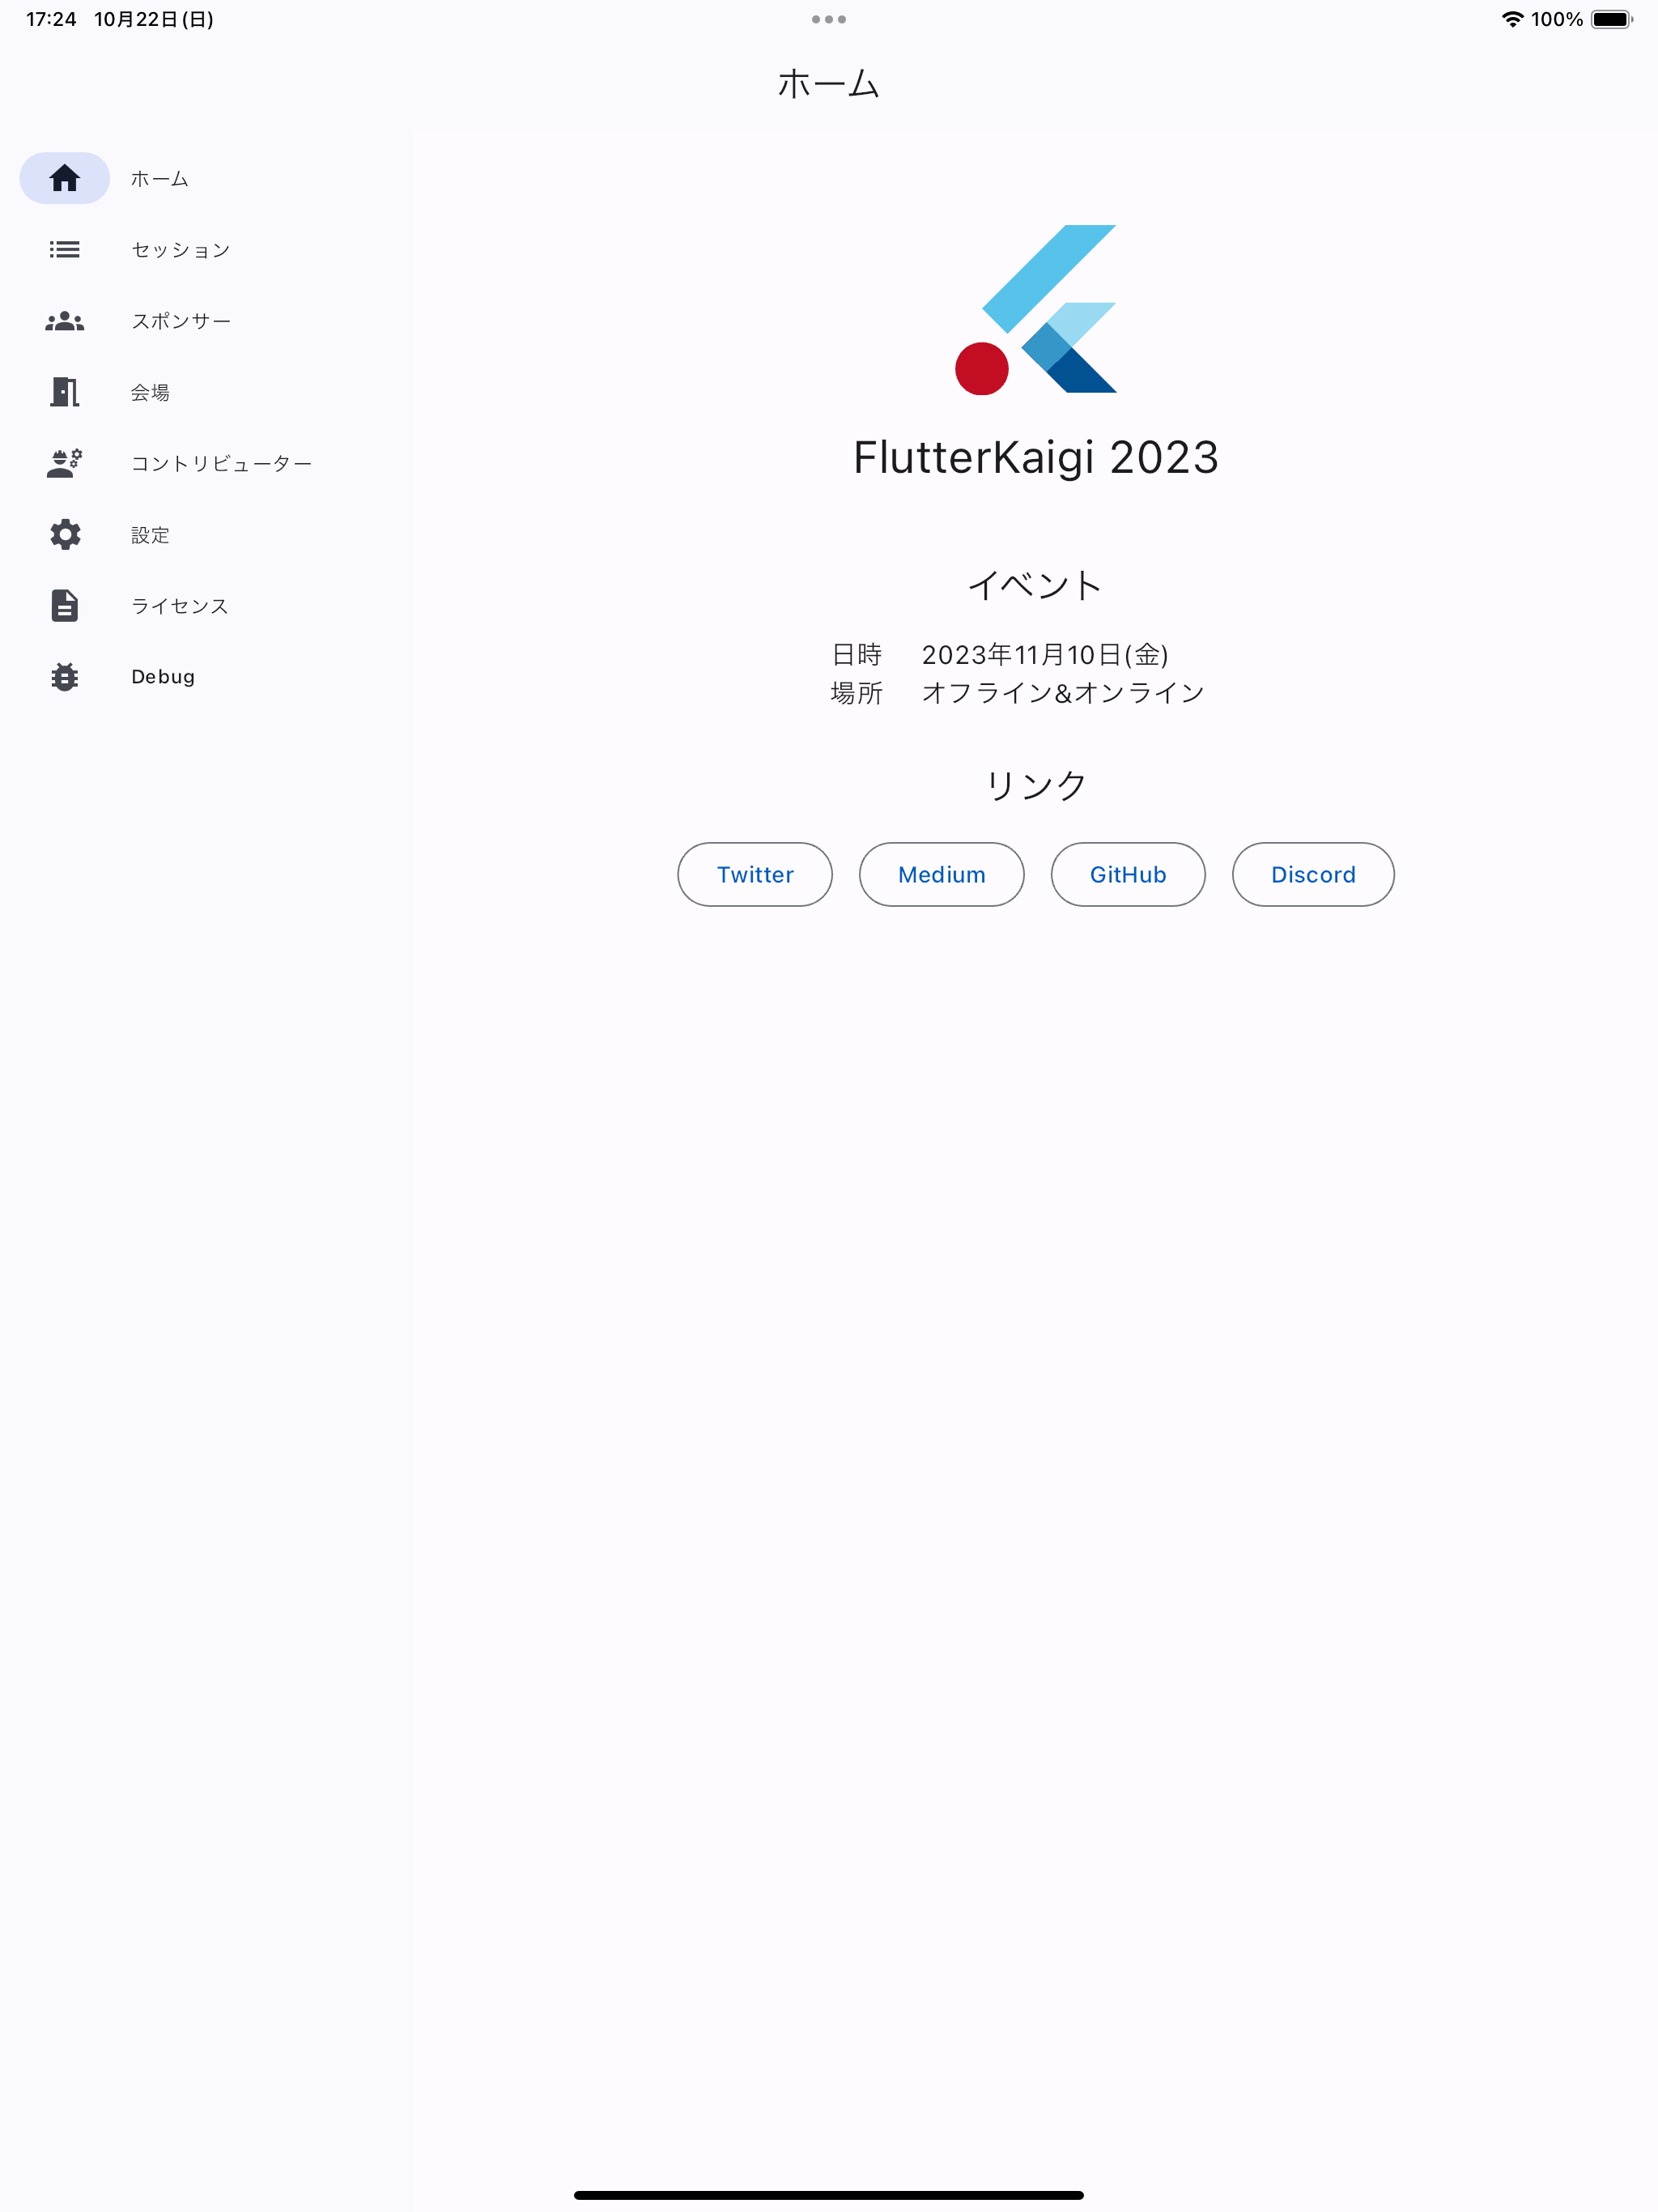 17:24 10月22日(日)
100%
ホーム
ホーム
セッション
スポンサー
会場
コントリビューター
設定
ライセンス
Debug
FlutterKaigi 2023
イベント
日時 2023年11月10日(金)
場所 オフライン&オンライン
リンク
Twitter Medium GitHub Discord